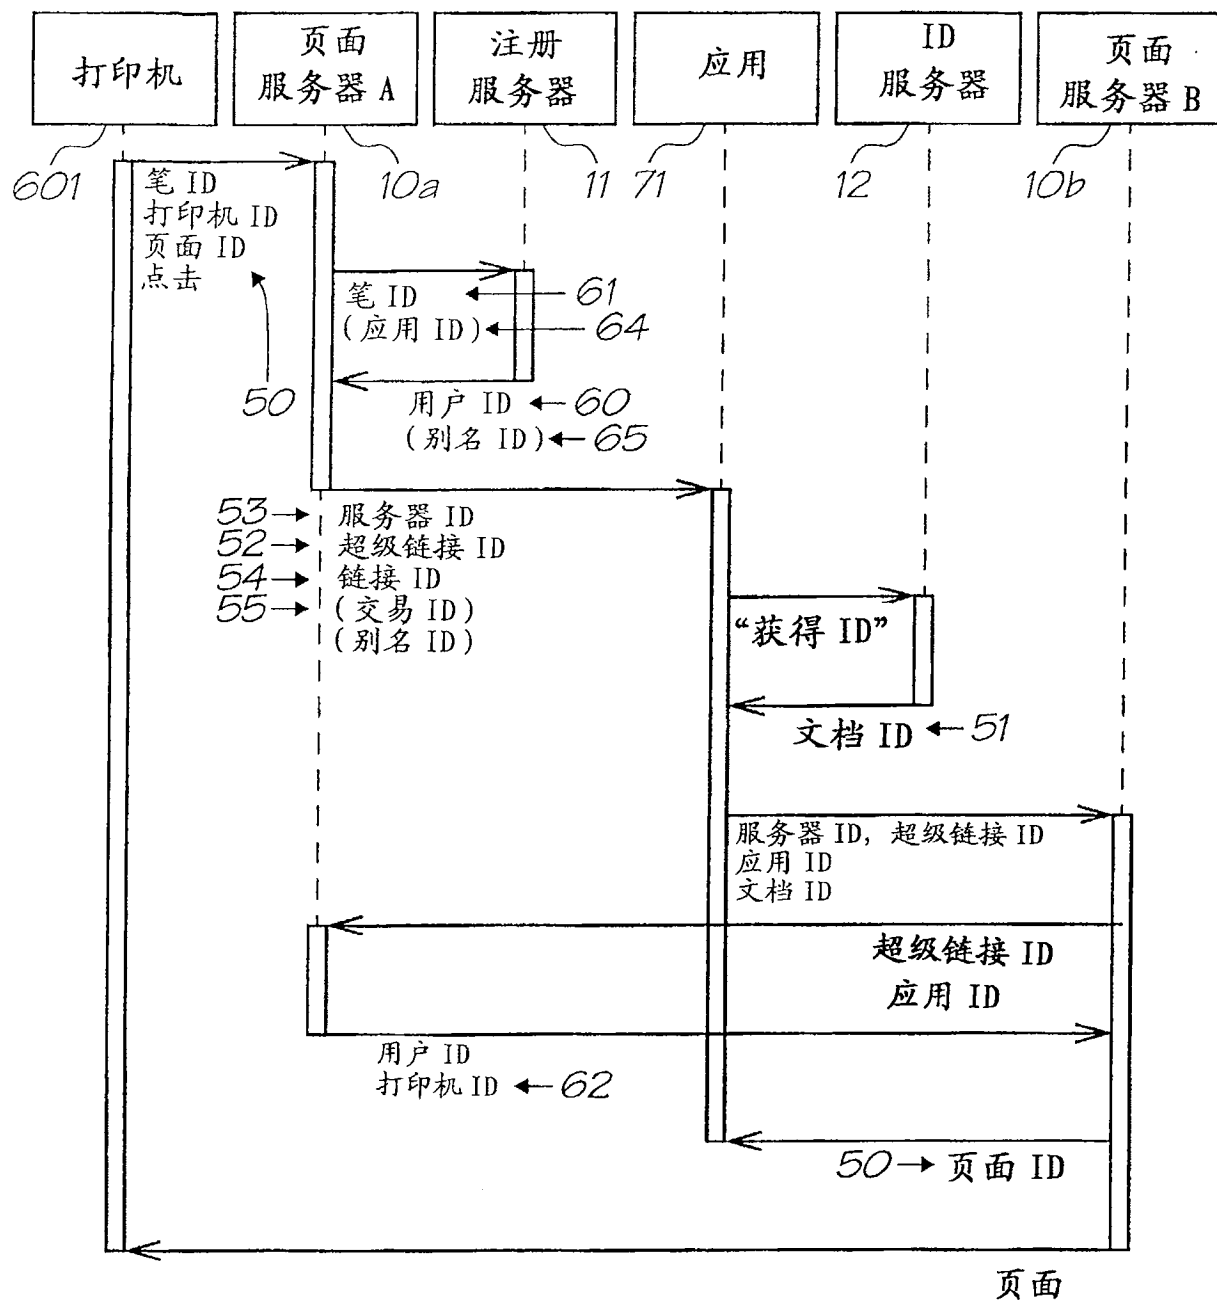 打印机
页面
服务器 A
注册
服务器
应用
ID
服务器
页面
服务器 B
601
10a
11
71
12
10b
笔 ID
打印机 ID
页面 ID
点击
50
笔 ID
61
(应用 ID)
64
用户 ID
60
(别名 ID)
65
53
服务器 ID
52
超级链接 ID
54
链接 ID
55
(交易 ID)
(别名 ID)
“获得 ID”
文档 ID
51
服务器 ID, 超级链接 ID
应用 ID
文档 ID
超级链接 ID
应用 ID
用户 ID
打印机 ID
62
50
页面 ID
页面